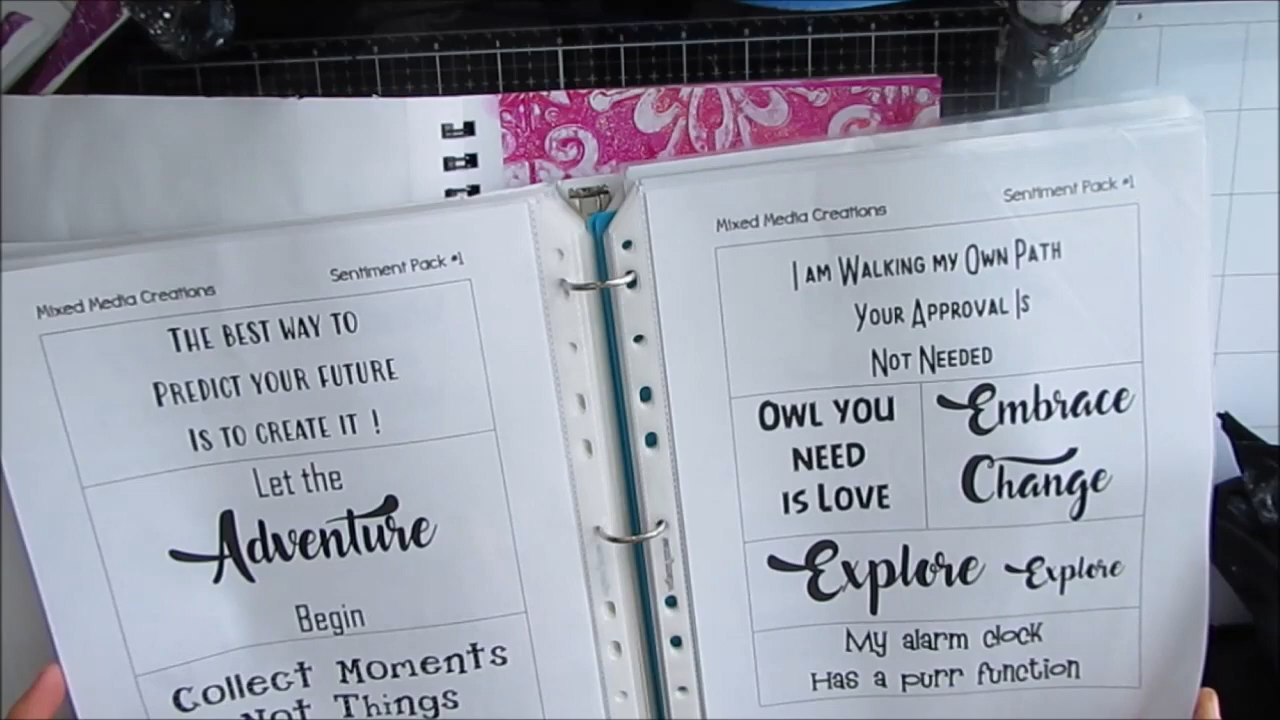 Mixed Media Creations
Sentiment Pack #1
THE BEST WAY TO
PREDICT YOUR FUTURE
IS TO CREATE IT !
Let the
Adventure
Begin
Collect Moments
Not Things
Mixed Media Creations
Sentiment Pack #1
I AM WALKING MY OWN PATH
YOUR APPROVAL IS
NOT NEEDED
OWL YOU
NEED
IS LOVE
Embrace
Change
Explore Explore
My alarm clock
Has a purr function